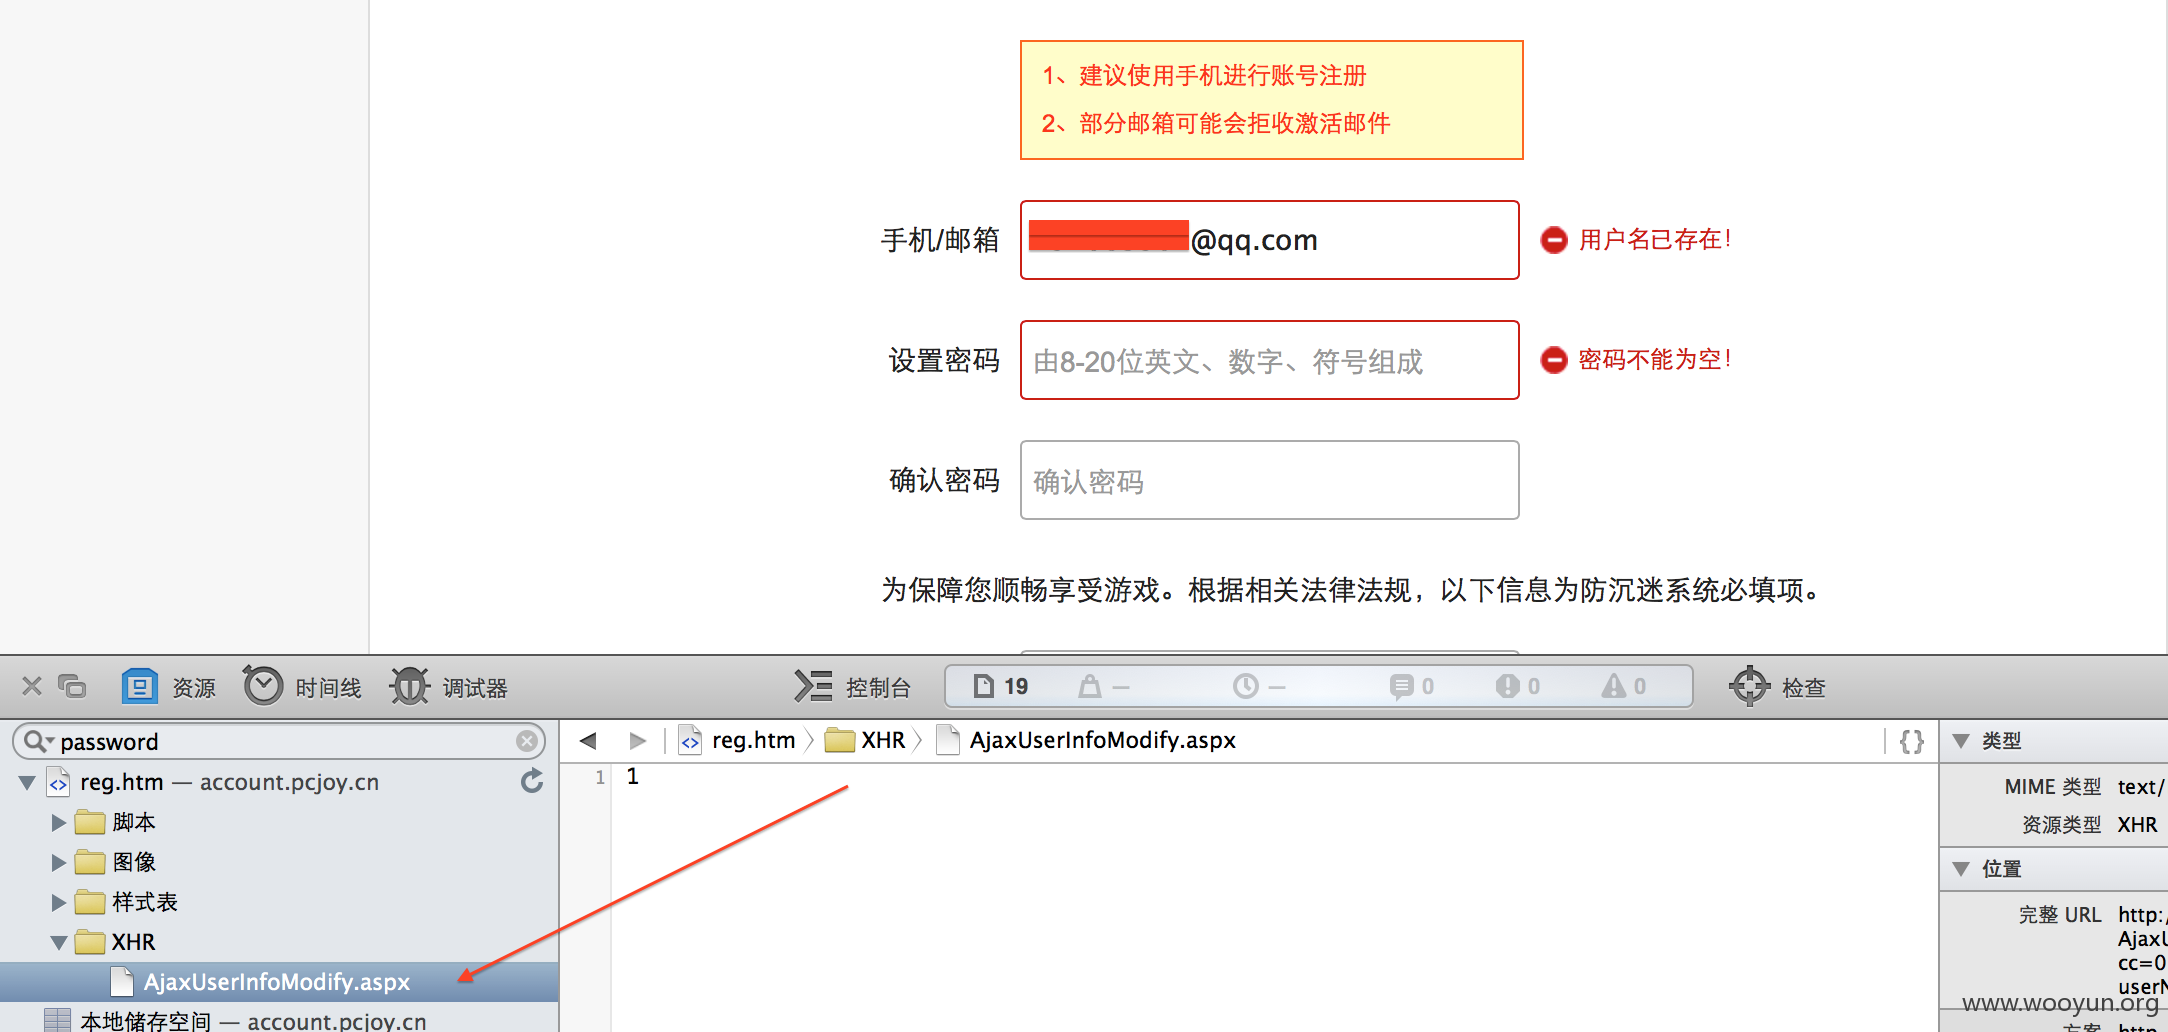 1、建议使用手机进行账号注册
2、部分邮箱可能会拒收激活邮件
手机/邮箱 @qq.com 用户名已存在!
设置密码 由8-20位英文、数字、符号组成 密码不能为空!
确认密码 确认密码
为保障您顺畅享受游戏。根据相关法律法规，以下信息为防沉迷系统必填项。
资源 时间线 调试器 控制台 19 — — 0 0 0 检查
password reg.htm XHR AjaxUserInfoModify.aspx {} 类型
reg.htm — account.pcjoy.cn
1 1
MIME 类型 text/
脚本
资源类型 XHR
图像
位置
样式表
完整 URL http:/
XHR
AjaxU
cc=0
AjaxUserInfoModify.aspx
userN
www.wooyun.org
本地储存空间 — account.pcjoy.cn